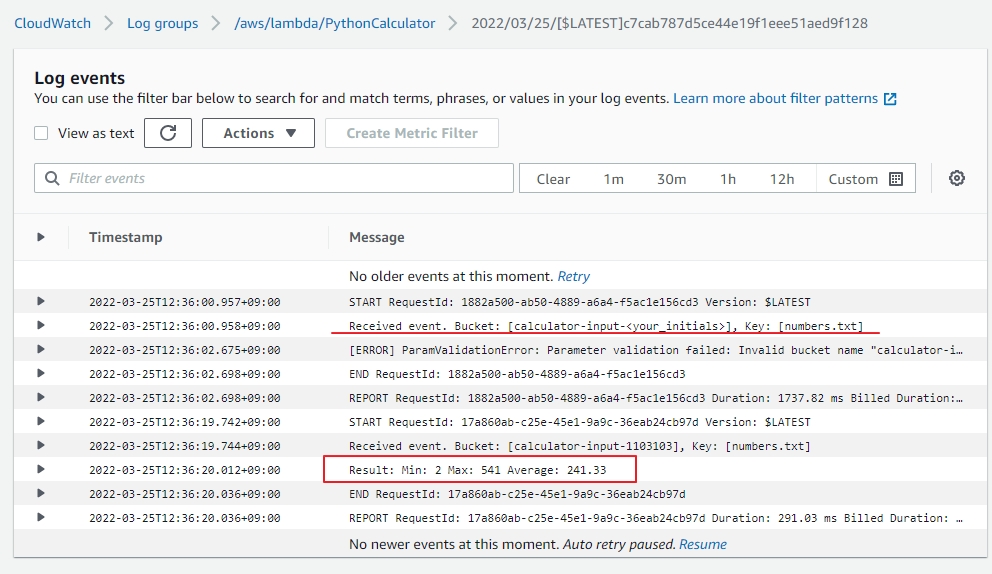 CloudWatch Log groups /aws/lambda/PythonCalculator 2022/03/25/[$LATEST]c7cab787d5ce44e19f1eee51aed9f128
Log events
You can use the filter bar below to search for and match terms, phrases, or values in your log events. Learn more about filter patterns
View as text Actions Create Metric Filter
Filter events Clear 1m 30m 1h 12h Custom
Timestamp Message
No older events at this moment. Retry
2022-03-25T12:36:00.957+09:00 START RequestId: 1882a500-ab50-4889-a6a4-f5ac1e156cd3 Version: $LATEST
2022-03-25T12:36:00.958+09:00 Received event. Bucket: [calculator-input-<your_initials>], Key: [numbers.txt]
2022-03-25T12:36:02.675+09:00 [ERROR] ParamValidationError: Parameter validation failed: Invalid bucket name "calculator-i…
2022-03-25T12:36:02.698+09:00 END RequestId: 1882a500-ab50-4889-a6a4-f5ac1e156cd3
2022-03-25T12:36:02.698+09:00 REPORT RequestId: 1882a500-ab50-4889-a6a4-f5ac1e156cd3 Duration: 1737.82 ms Billed Duration:…
2022-03-25T12:36:19.742+09:00 START RequestId: 17a860ab-c25e-45e1-9a9c-36eab24cb97d Version: $LATEST
2022-03-25T12:36:19.744+09:00 Received event. Bucket: [calculator-input-1103103], Key: [numbers.txt]
2022-03-25T12:36:20.012+09:00 Result: Min: 2 Max: 541 Average: 241.33
2022-03-25T12:36:20.036+09:00 END RequestId: 17a860ab-c25e-45e1-9a9c-36eab24cb97d
2022-03-25T12:36:20.036+09:00 REPORT RequestId: 17a860ab-c25e-45e1-9a9c-36eab24cb97d Duration: 291.03 ms Billed Duration: …
No newer events at this moment. Auto retry paused. Resume